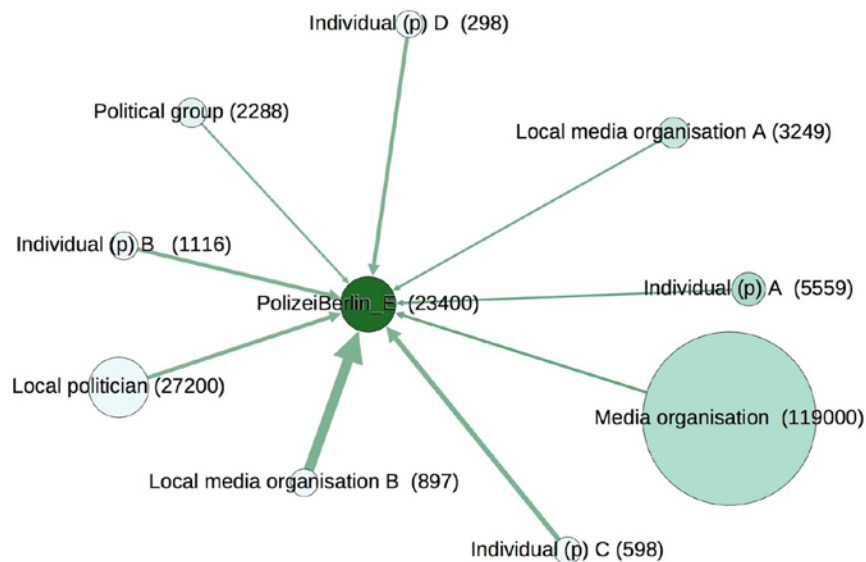 Individual (p) D (298)
Political group (2288)
Local media organisation A (3249)
Individual (p) B (1116)
Individual (p) A (5559)
PolizeiBerlin_E (23400)
Local politician (27200)
Media organisation (119000)
Local media organisation B (897)
Individual (p) C (598)